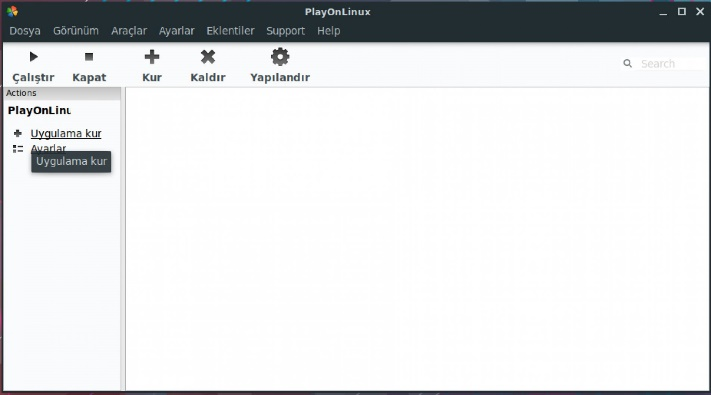 PlayOnLinux
Dosya Görünüm Araçlar Ayarlar Eklentiler Support Help
Çalıştır Kapat Kur Kaldır Yapılandır Search
Actions
PlayOnLinu
Uygulama kur
Ayarlar
Uygulama kur